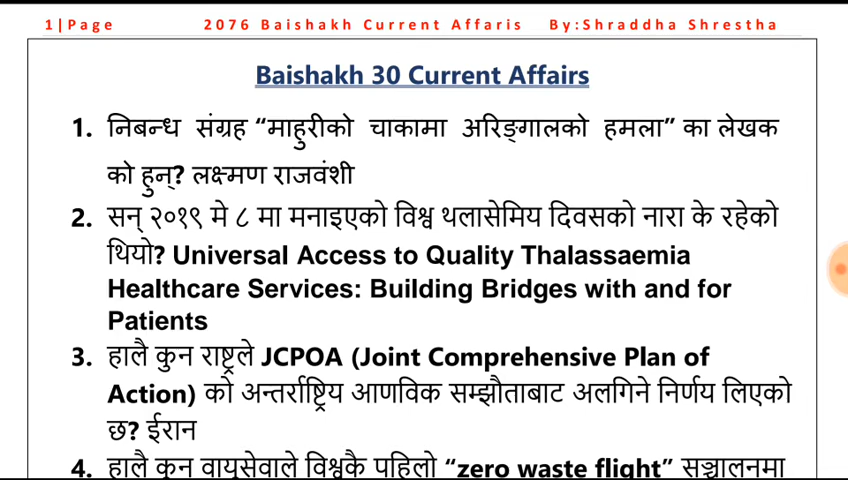 1|Page 2076 Baishakh Current Affaris By:Shraddha Shrestha
Baishakh 30 Current Affairs
1. निबन्ध संग्रह “माहुरीको चाकामा अरिङ्गालको हमला” का लेखक
को हुन्? लक्ष्मण राजवंशी
2. सन् २०१९ मे ८ मा मनाइएको विश्व थलासेमिय दिवसको नारा के रहेको
थियो? Universal Access to Quality Thalassaemia
Healthcare Services: Building Bridges with and for
Patients
3. हालै कुन राष्ट्रले JCPOA (Joint Comprehensive Plan of
Action) को अन्तर्राष्ट्रिय आणविक सम्झौताबाट अलगिने निर्णय लिएको
छ? ईरान
4. हालै कुन वायुसेवाले विश्वकै पहिलो “zero waste flight” सञ्चालनमा